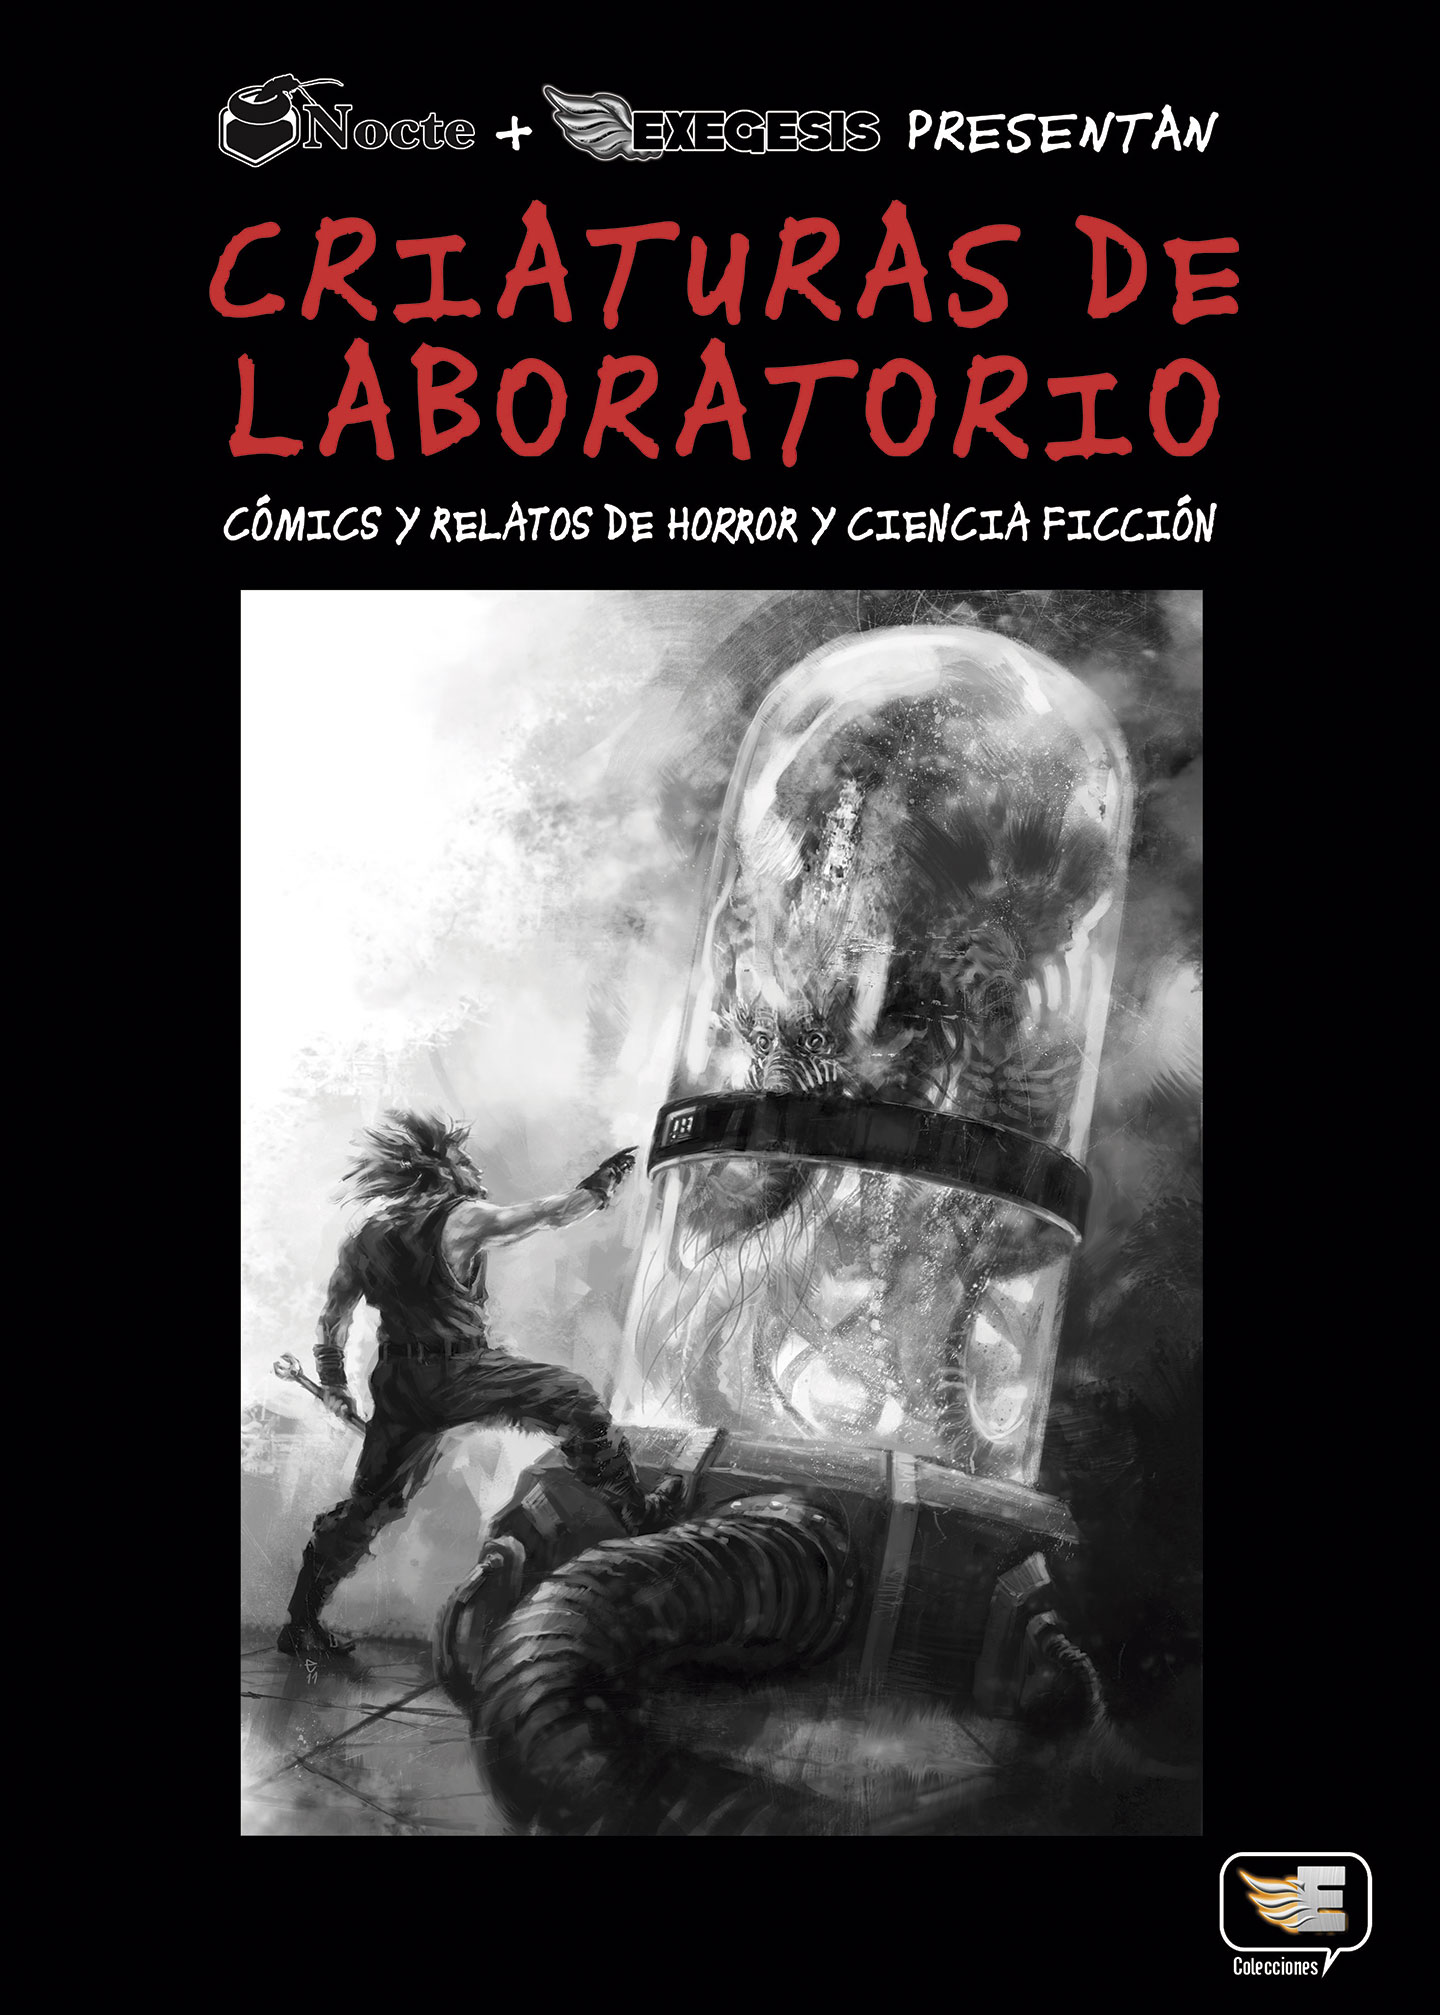 Nocte + EXEGESIS PRESENTAN
CRIATURAS DE
LABORATORIO
CÓMICS Y RELATOS DE HORROR Y CIENCIA FICCIÓN
E
Colecciones